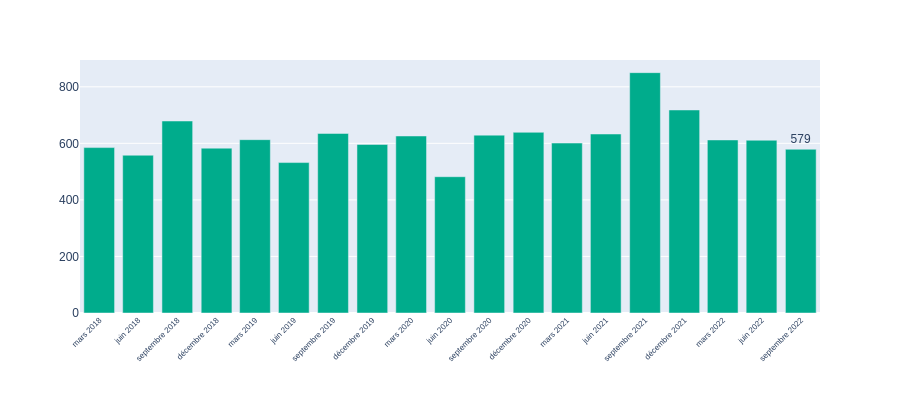 800
600
400
200
0
579
mars 2018
juin 2018
septembre 2018
décembre 2018
mars 2019
juin 2019
septembre 2019
décembre 2019
mars 2020
juin 2020
septembre 2020
décembre 2020
mars 2021
juin 2021
septembre 2021
décembre 2021
mars 2022
juin 2022
septembre 2022